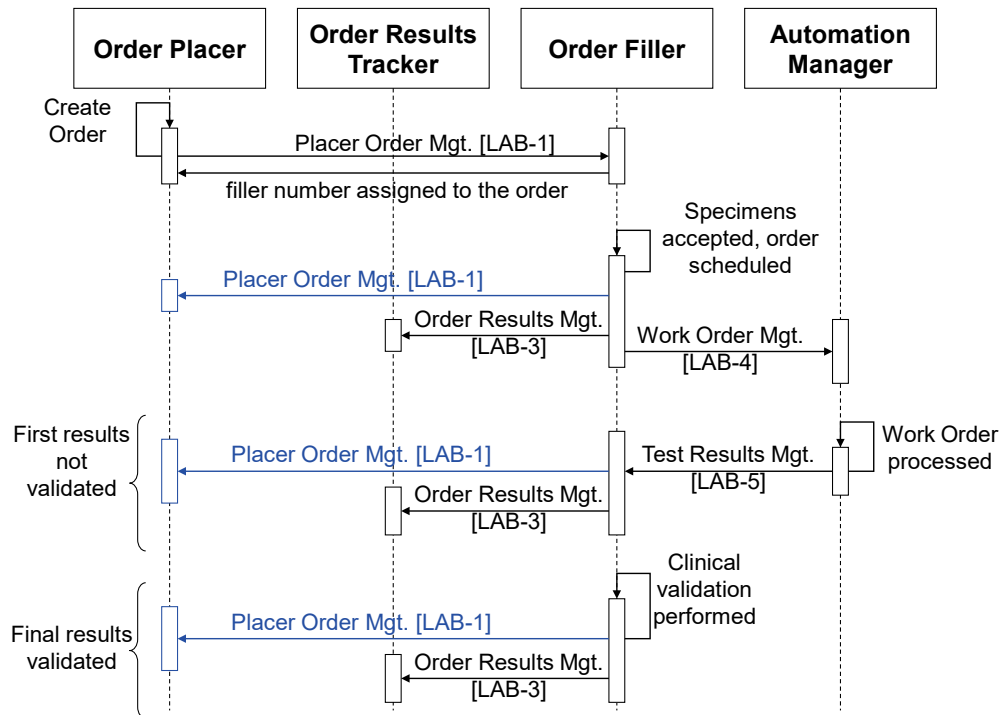 Order Placer
Order Results
Tracker
Order Filler
Automation
Manager
Create
Order
Placer Order Mgt. [LAB-1]
filler number assigned to the order
Specimens
accepted, order
scheduled
Placer Order Mgt. [LAB-1]
Order Results Mgt.
[LAB-3]
Work Order Mgt.
[LAB-4]
First results
not
validated
Placer Order Mgt. [LAB-1]
Test Results Mgt.
[LAB-5]
Work Order
processed
Order Results Mgt.
[LAB-3]
Clinical
validation
performed
Final results
validated
Placer Order Mgt. [LAB-1]
Order Results Mgt.
[LAB-3]